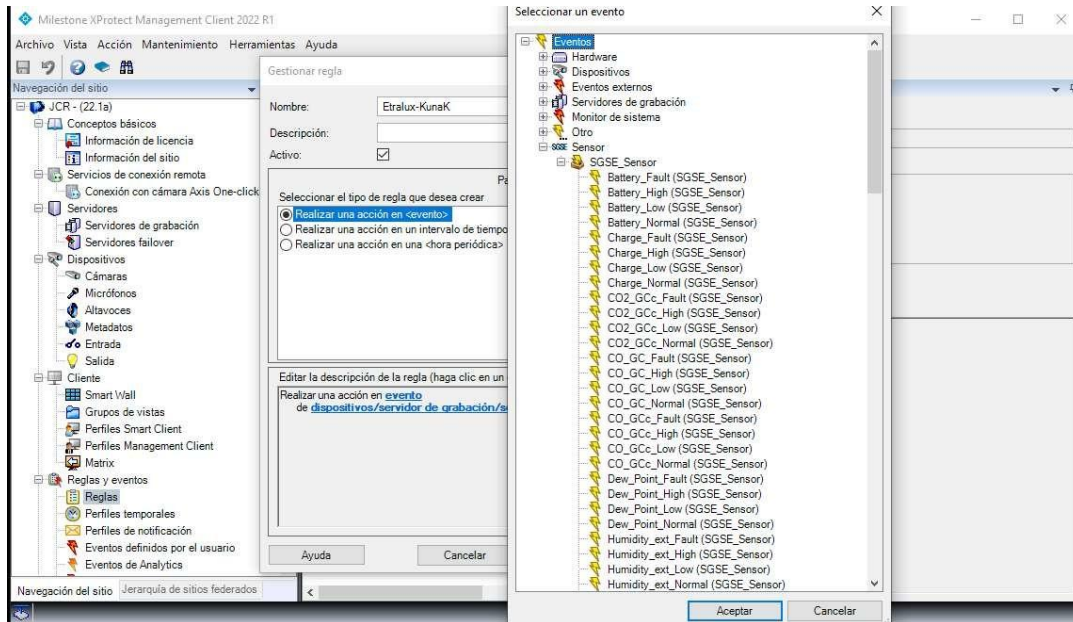 Milestone XProtect Management Client 2022 R1
Archivo Vista Acción Mantenimiento Herramientas Ayuda
Navegación del sitio
JCR - (22.1a)
Conceptos básicos
Información de licencia
Información del sitio
Servicios de conexión remota
Conexión con cámara Axis One-click
Servidores
Servidores de grabación
Servidores failover
Dispositivos
Cámaras
Micrófonos
Altavoces
Metadatos
Entrada
Salida
Cliente
Smart Wall
Grupos de vistas
Perfiles Smart Client
Perfiles Management Client
Matrix
Reglas y eventos
Reglas
Perfiles temporales
Perfiles de notificación
Eventos definidos por el usuario
Eventos de Analytics
Navegación del sitio Jerarquía de sitios federados
Gestionar regla
Nombre: Etralux-KunaK
Descripción:
Activo:
Pa
Seleccionar el tipo de regla que desea crear
Realizar una acción en <evento>
Realizar una acción en un intervalo de tiempo
Realizar una acción en una <hora periódica>
Editar la descripción de la regla (haga clic en un
Realizar una acción en evento
de dispositivos/servidor de grabación/s
Ayuda Cancelar
Seleccionar un evento
Eventos
Hardware
Dispositivos
Eventos externos
Servidores de grabación
Monitor de sistema
Otro
SGSE Sensor
SGSE_Sensor
Battery_Fault (SGSE_Sensor)
Battery_High (SGSE_Sensor)
Battery_Low (SGSE_Sensor)
Battery_Normal (SGSE_Sensor)
Charge_Fault (SGSE_Sensor)
Charge_High (SGSE_Sensor)
Charge_Low (SGSE_Sensor)
Charge_Normal (SGSE_Sensor)
CO2_GCc_Fault (SGSE_Sensor)
CO2_GCc_High (SGSE_Sensor)
CO2_GCc_Low (SGSE_Sensor)
CO2_GCc_Normal (SGSE_Sensor)
CO_GC_Fault (SGSE_Sensor)
CO_GC_High (SGSE_Sensor)
CO_GC_Low (SGSE_Sensor)
CO_GC_Normal (SGSE_Sensor)
CO_GCc_Fault (SGSE_Sensor)
CO_GCc_High (SGSE_Sensor)
CO_GCc_Low (SGSE_Sensor)
CO_GCc_Normal (SGSE_Sensor)
Dew_Point_Fault (SGSE_Sensor)
Dew_Point_High (SGSE_Sensor)
Dew_Point_Low (SGSE_Sensor)
Dew_Point_Normal (SGSE_Sensor)
Humidity_ext_Fault (SGSE_Sensor)
Humidity_ext_High (SGSE_Sensor)
Humidity_ext_Low (SGSE_Sensor)
Humidity_ext_Normal (SGSE_Sensor)
Aceptar Cancelar